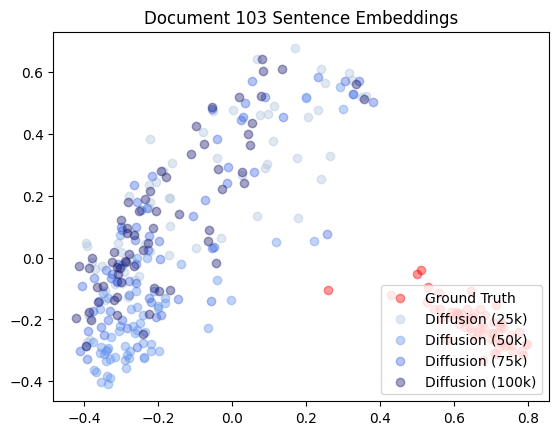 Document 103 Sentence Embeddings
0.6
0.4
0.2
0.0
−0.2
−0.4
Ground Truth
Diffusion (25k)
Diffusion (50k)
Diffusion (75k)
Diffusion (100k)
−0.4 −0.2 0.0 0.2 0.4 0.6 0.8